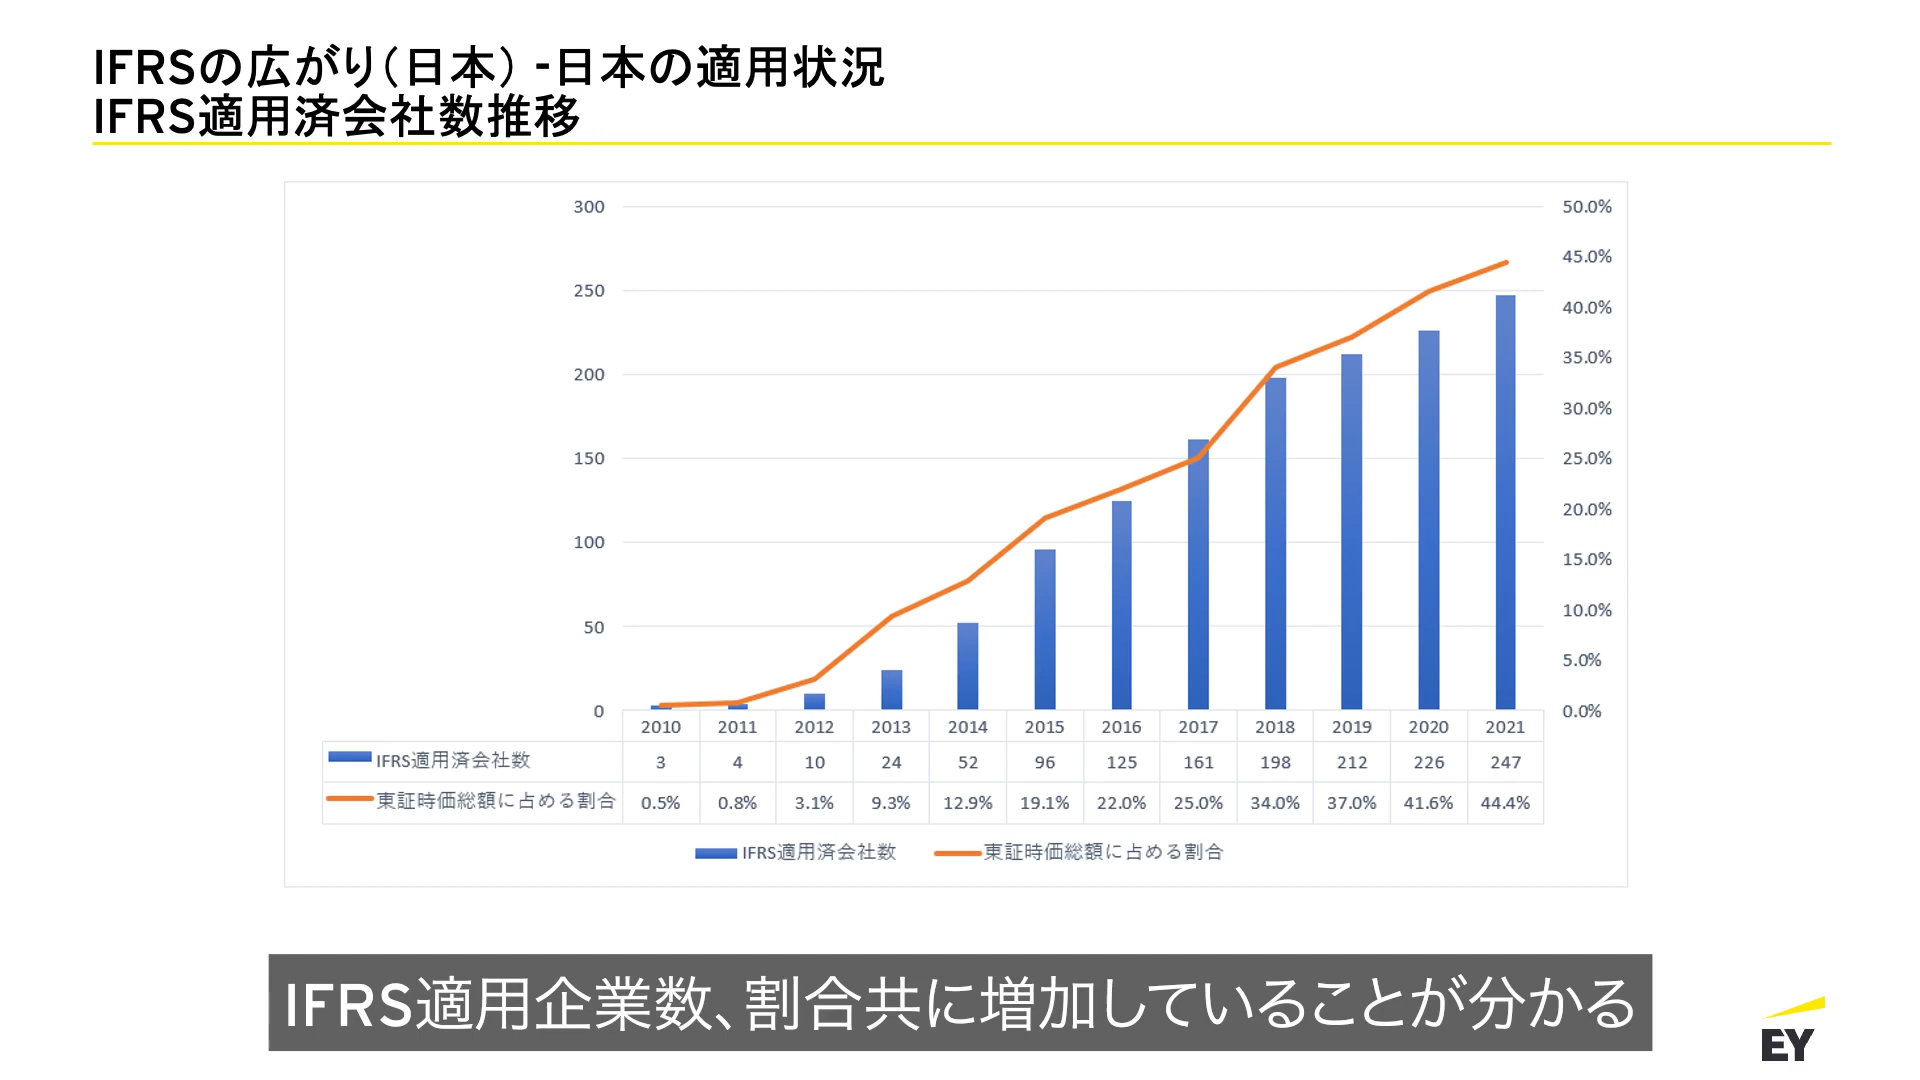 IFRSの広がり（日本）-日本の適用状況
IFRS適用済会社数推移
300
250
200
150
100
50
0
50.0%
45.0%
40.0%
35.0%
30.0%
25.0%
20.0%
15.0%
10.0%
5.0%
0.0%
2010 2011 2012 2013 2014 2015 2016 2017 2018 2019 2020 2021
IFRS適用済会社数 3 4 10 24 52 96 125 161 198 212 226 247
東証時価総額に占める割合 0.5% 0.8% 3.1% 9.3% 12.9% 19.1% 22.0% 25.0% 34.0% 37.0% 41.6% 44.4%
IFRS適用済会社数 東証時価総額に占める割合
IFRS適用企業数、割合共に増加していることが分かる
EY